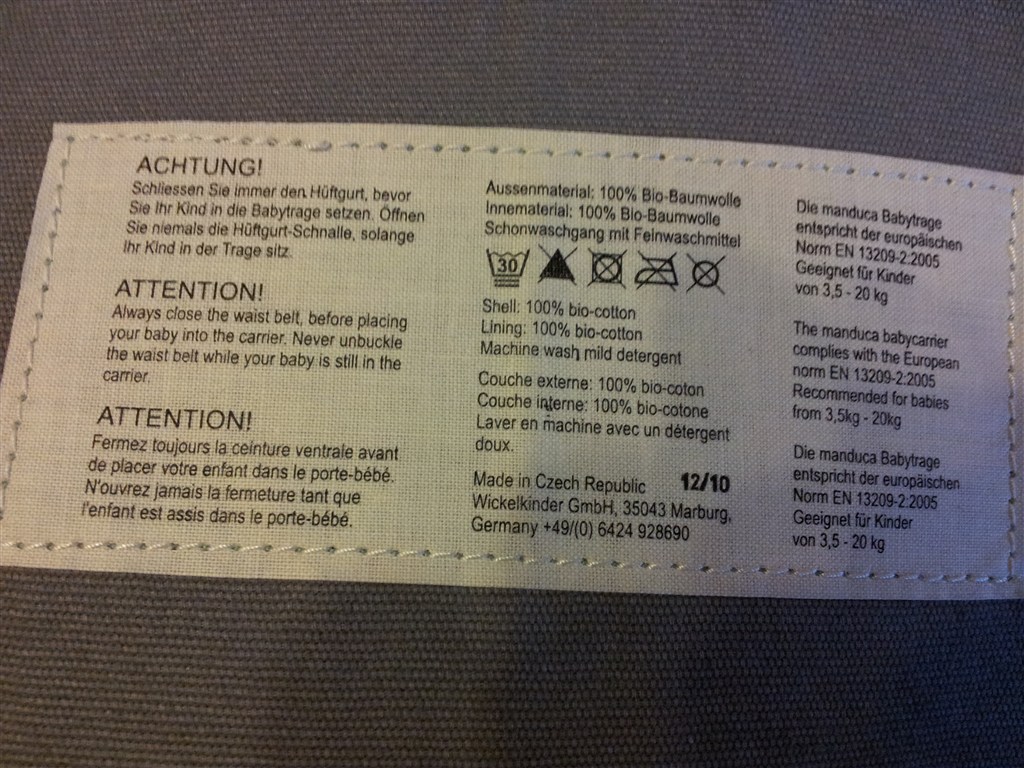 ACHTUNG!
Schliessen Sie immer den Hüftgurt, bevor
Sie Ihr Kind in die Babytrage setzen. Öffnen
Sie niemals die Hüftgurt-Schnalle, solange
Ihr Kind in der Trage sitz.
ATTENTION!
Always close the waist belt, before placing
your baby into the carrier. Never unbuckle
the waist belt while your baby is still in the
carrier.
ATTENTION!
Fermez toujours la ceinture ventrale avant
de placer votre enfant dans le porte-bébé.
N'ouvrez jamais la fermeture tant que
l'enfant est assis dans le porte-bébé.
Aussenmaterial: 100% Bio-Baumwolle
Innematerial: 100% Bio-Baumwolle
Schonwaschgang mit Feinwaschmittel
30
Shell: 100% bio-cotton
Lining: 100% bio-cotton
Machine wash mild detergent
Couche externe: 100% bio-coton
Couche interne: 100% bio-cotone
Laver en machine avec un détergent
doux.
Made in Czech Republic 12/10
Wickelkinder GmbH, 35043 Marburg,
Germany +49/(0) 6424 928690
Die manduca Babytrage
entspricht der europäischen
Norm EN 13209-2:2005
Geeignet für Kinder
von 3,5 - 20 kg
The manduca babycarrier
complies with the European
norm EN 13209-2:2005
Recommended for babies
from 3,5kg - 20kg
Die manduca Babytrage
entspricht der europäischen
Norm EN 13209-2:2005
Geeignet für Kinder
von 3,5 - 20 kg